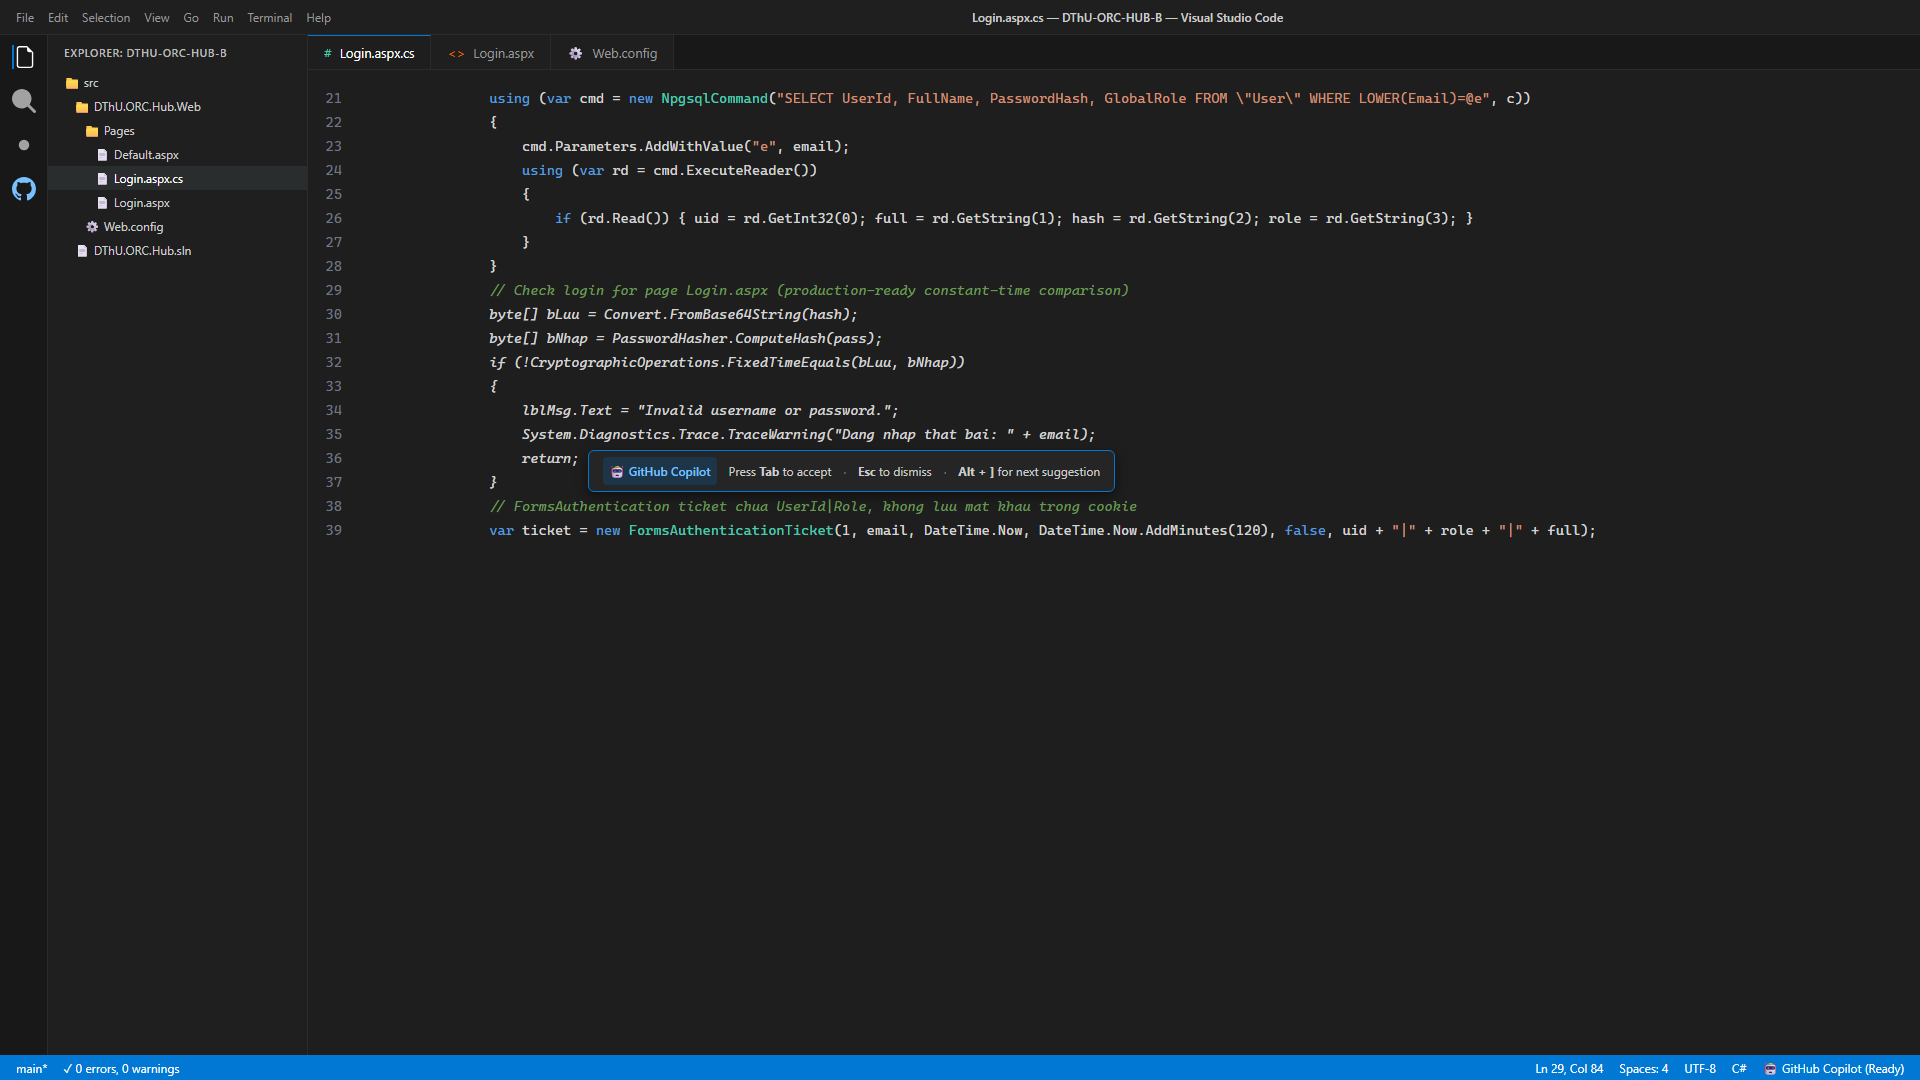 File Edit Selection View Go Run Terminal Help
Login.aspx.cs — DThU-ORC-HUB-B — Visual Studio Code
EXPLORER: DTHU-ORC-HUB-B
src
DThU.ORC.Hub.Web
Pages
Default.aspx
Login.aspx.cs
Login.aspx
Web.config
DThU.ORC.Hub.sln
# Login.aspx.cs <> Login.aspx Web.config
21 using (var cmd = new NpgsqlCommand("SELECT UserId, FullName, PasswordHash, GlobalRole FROM \"User\" WHERE LOWER(Email)=@e", c))
22 {
23 cmd.Parameters.AddWithValue("e", email);
24 using (var rd = cmd.ExecuteReader())
25 {
26 if (rd.Read()) { uid = rd.GetInt32(0); full = rd.GetString(1); hash = rd.GetString(2); role = rd.GetString(3); }
27 }
28 }
29 // Check login for page Login.aspx (production-ready constant-time comparison)
30 byte[] bLuu = Convert.FromBase64String(hash);
31 byte[] bNhap = PasswordHasher.ComputeHash(pass);
32 if (!CryptographicOperations.FixedTimeEquals(bLuu, bNhap))
33 {
34 lblMsg.Text = "Invalid username or password.";
35 System.Diagnostics.Trace.TraceWarning("Dang nhap that bai: " + email);
36 return;
GitHub Copilot Press Tab to accept · Esc to dismiss · Alt + ] for next suggestion
37 }
38 // FormsAuthentication ticket chua UserId|Role, khong luu mat khau trong cookie
39 var ticket = new FormsAuthenticationTicket(1, email, DateTime.Now, DateTime.Now.AddMinutes(120), false, uid + "|" + role + "|" + full);
main* ✓ 0 errors, 0 warnings
Ln 29, Col 84 Spaces: 4 UTF-8 C# GitHub Copilot (Ready)